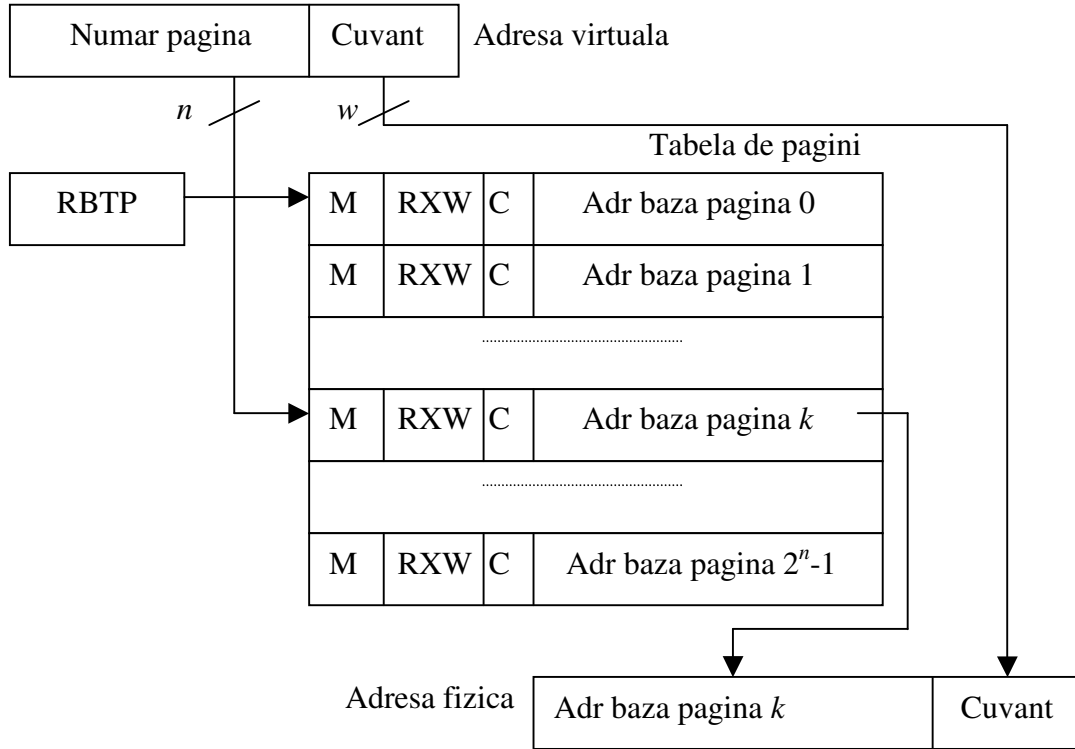 Numar pagina Cuvant Adresa virtuala
n w
Tabela de pagini
RBTP M RXW C Adr baza pagina 0
M RXW C Adr baza pagina 1
....................................................
M RXW C Adr baza pagina k
....................................................
M RXW C Adr baza pagina 2ⁿ-1
Adresa fizica Adr baza pagina k Cuvant